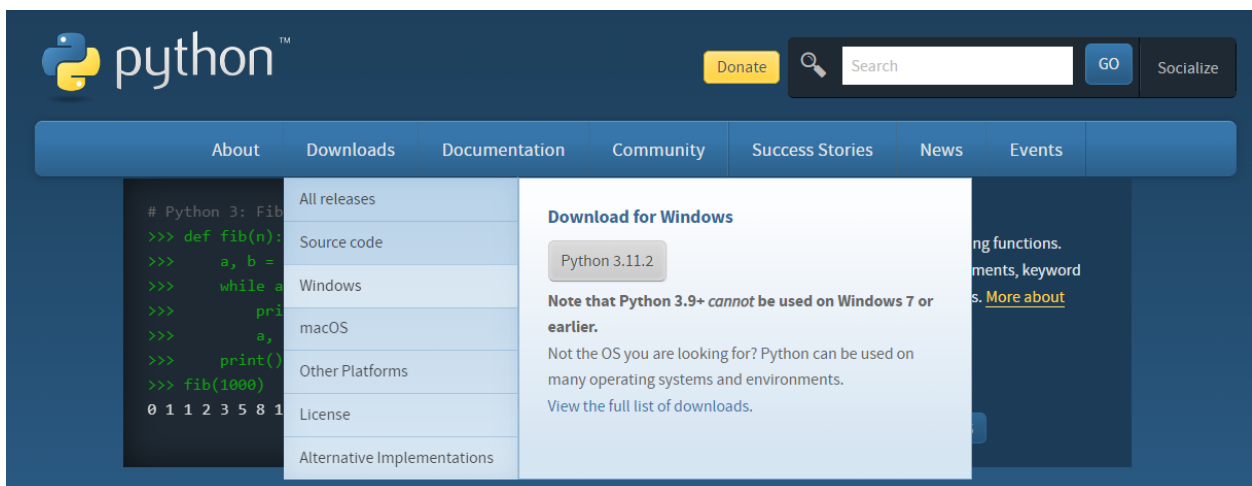 python™
Donate
Search
GO
Socialize
About
Downloads
Documentation
Community
Success Stories
News
Events
# Python 3: Fib
>>> def fib(n):
>>>     a, b =
>>>     while a
>>>         pri
>>>         a,
>>>     print()
>>> fib(1000)
0 1 1 2 3 5 8 1
All releases
Source code
Windows
macOS
Other Platforms
License
Alternative Implementations
Download for Windows
Python 3.11.2
Note that Python 3.9+ cannot be used on Windows 7 or
earlier.
Not the OS you are looking for? Python can be used on
many operating systems and environments.
View the full list of downloads.
ng functions.
ments, keyword
s. More about